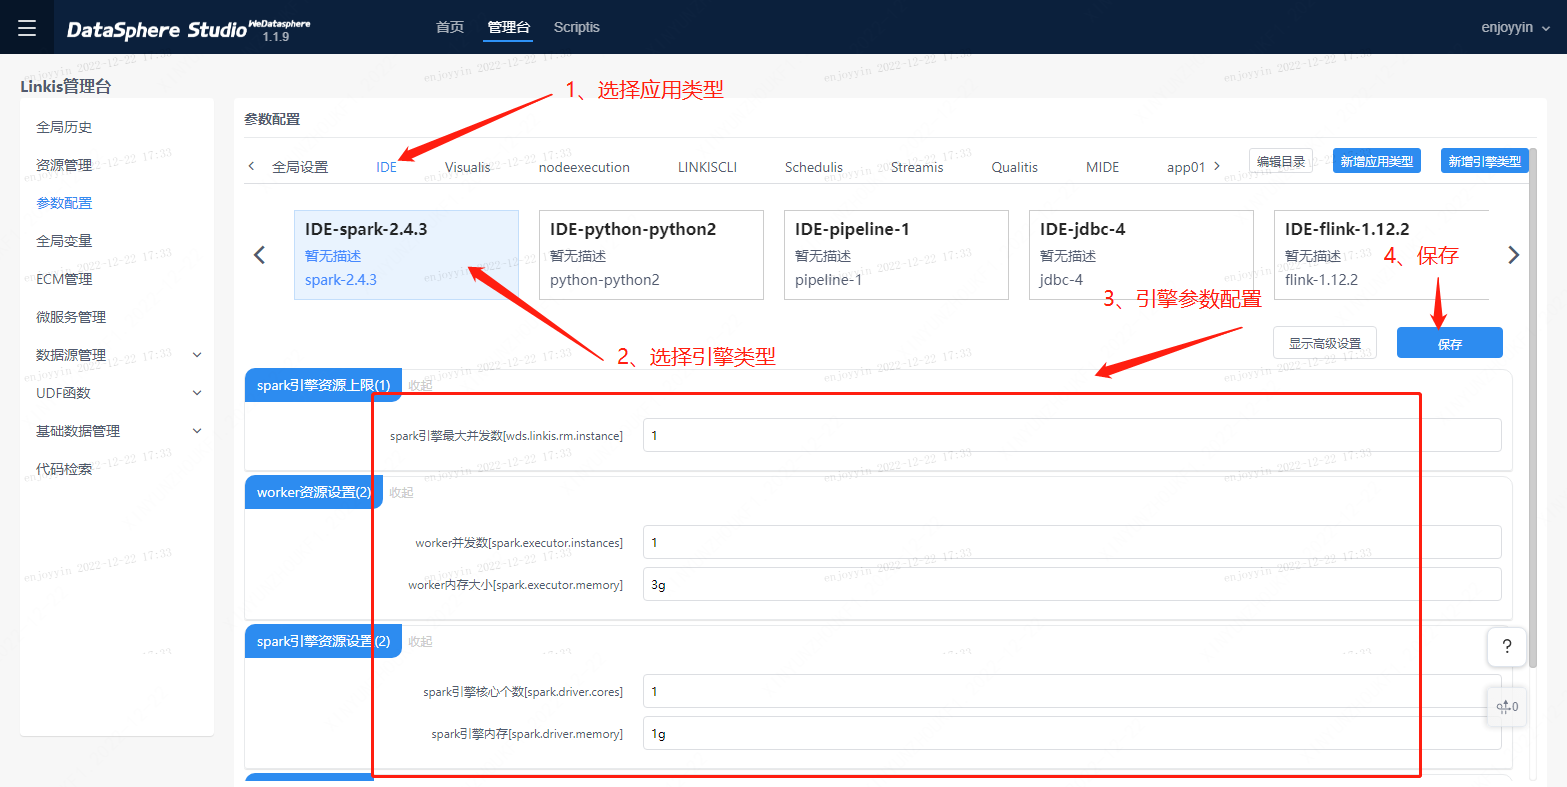 DataSphere Studio WeDatasphere 1.1.9
首页 管理台 Scriptis
enjoyyin
Linkis管理台
全局历史
资源管理
参数配置
全局变量
ECM管理
微服务管理
数据源管理
UDF函数
基础数据管理
代码检索
1、选择应用类型
参数配置
全局设置 IDE Visualis nodeexecution LINKISCLI Schedulis Streamis Qualitis MIDE app01
编辑目录 新增应用类型 新增引擎类型
IDE-spark-2.4.3
暂无描述
spark-2.4.3
IDE-python-python2
暂无描述
python-python2
IDE-pipeline-1
暂无描述
pipeline-1
IDE-jdbc-4
暂无描述
jdbc-4
IDE-flink-1.12.2
暂无描述
flink-1.12.2
4、保存
3、引擎参数配置
2、选择引擎类型
显示高级设置 保存
spark引擎资源上限(1) 收起
spark引擎最大并发数[wds.linkis.rm.instance] 1
worker资源设置(2) 收起
worker并发数[spark.executor.instances] 1
worker内存大小[spark.executor.memory] 3g
spark引擎资源设置(2) 收起
spark引擎核心个数[spark.driver.cores] 1
spark引擎内存[spark.driver.memory] 1g
?
0
enjoyyin 2022-12-22 17:33